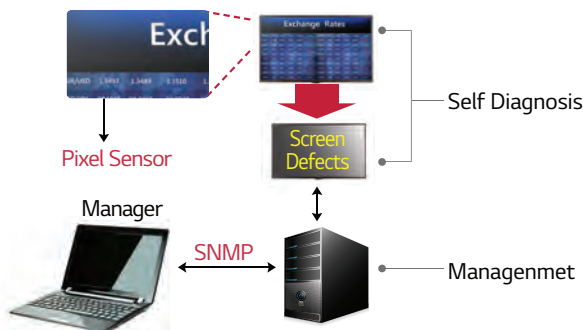 Exchange Rates
Exch
Pixel Sensor
Screen
Defects
Self Diagnosis
Manager
SNMP
Managenmet